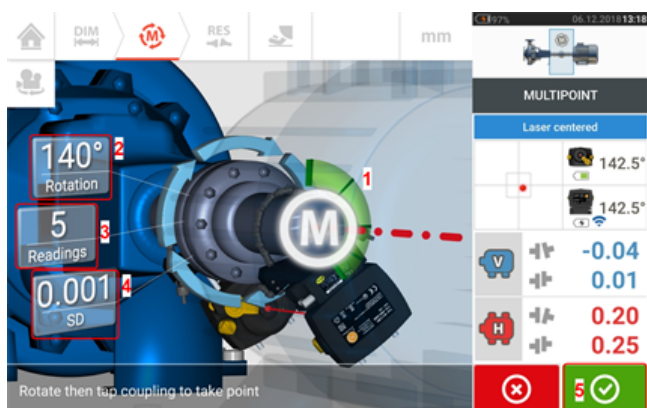 DIM
M
RES
mm
97%
06.12.2018 13:18
MULTIPOINT
Laser centered
142.5°
142.5°
V
-0.04
0.01
H
0.20
0.25
140°
Rotation
2
5
Readings
3
0.001
SD
4
1
M
Rotate then tap coupling to take point
5